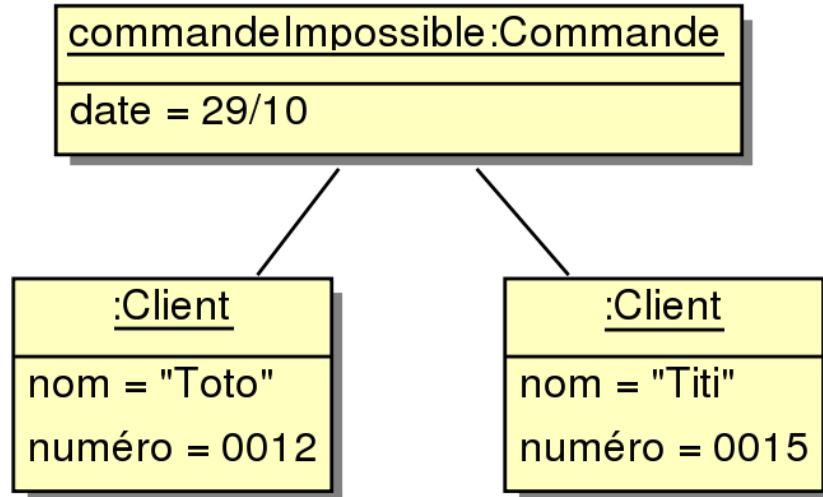 commandeImpossible:Commande
date = 29/10
:Client
nom = "Toto"
numéro = 0012
:Client
nom = "Titi"
numéro = 0015